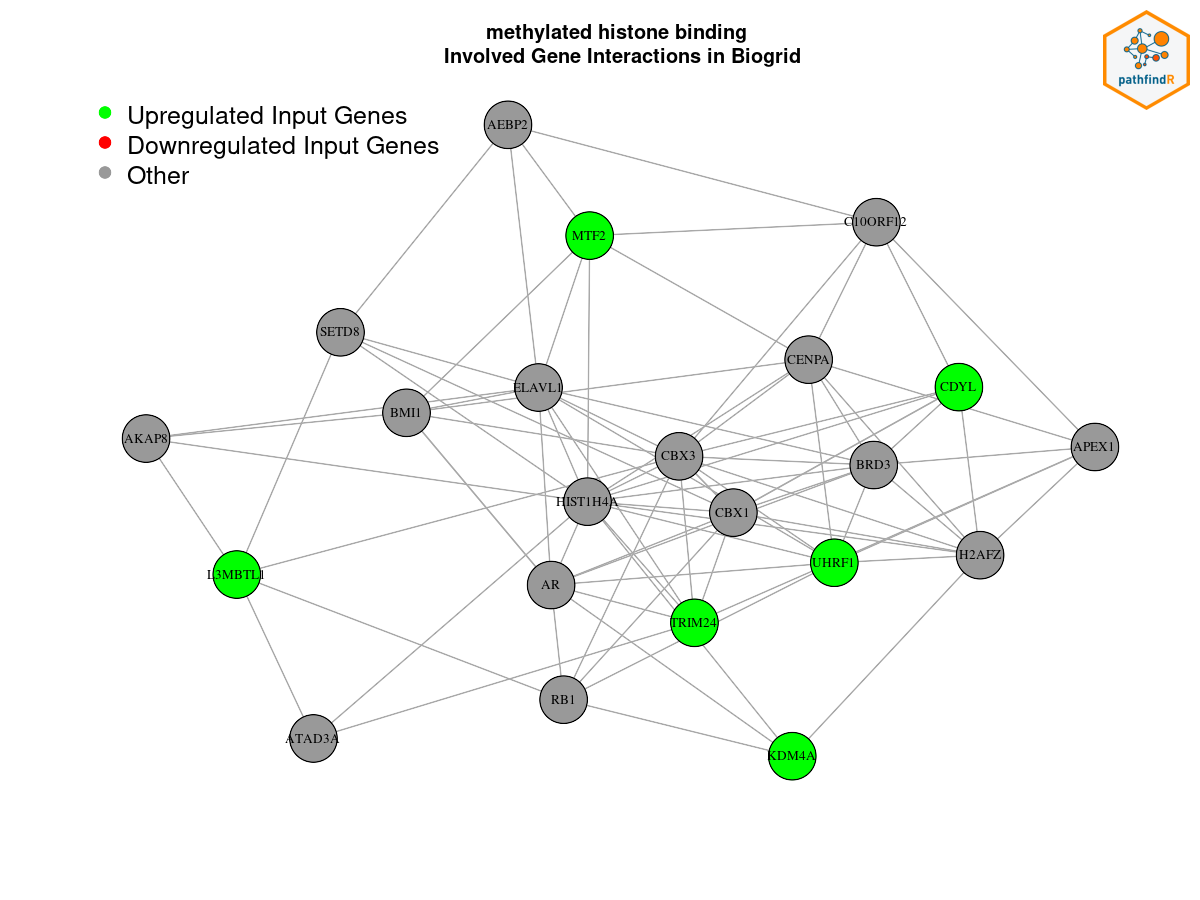 methylated histone binding
Involved Gene Interactions in Biogrid
pathfindR
Upregulated Input Genes
Downregulated Input Genes
Other
AEBP2
C10ORF12
MTF2
SETD8
CENPA
ELAVL1
CDYL
BMI1
AKAP8
APEX1
CBX3
BRD3
HIST1H4A
CBX1
H2AFZ
UHRF1
L3MBTL1
AR
TRIM24
RB1
ATAD3A
KDM4A